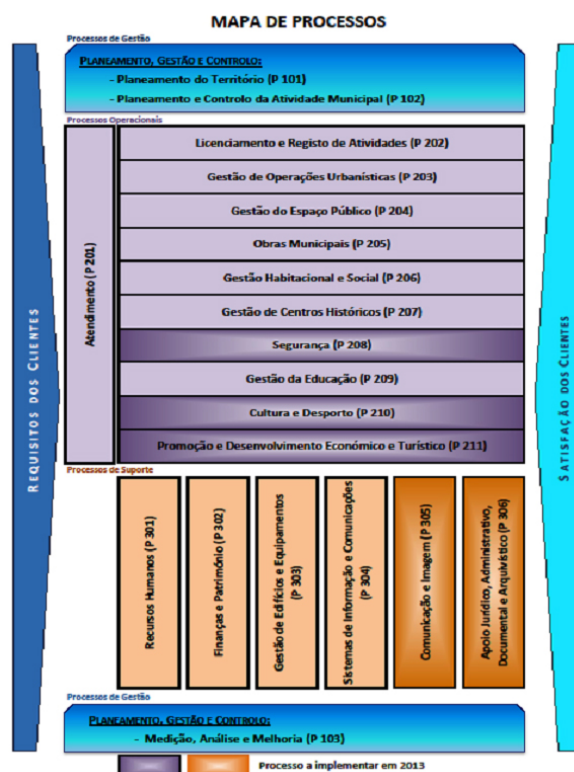 MAPA DE PROCESSOS
Processos de Gestão
PLANEAMENTO, GESTÃO E CONTROLO:
- Planeamento do Território (P 101)
- Planeamento e Controlo da Atividade Municipal (P 102)
Processos Operacionais
REQUISITOS DOS CLIENTES
Atendimento (P 201)
Licenciamento e Registo de Atividades (P 202)
Gestão de Operações Urbanísticas (P 203)
Gestão do Espaço Público (P 204)
Obras Municipais (P 205)
Gestão Habitacional e Social (P 206)
Gestão de Centros Históricos (P 207)
Segurança (P 208)
Gestão da Educação (P 209)
Cultura e Desporto (P 210)
Promoção e Desenvolvimento Económico e Turístico (P 211)
SATISFAÇÃO DOS CLIENTES
Processos de Suporte
Recursos Humanos (P 301)
Finanças e Património (P 302)
Gestão de Edifícios e Equipamentos
(P 303)
Sistemas de Informação e Comunicações
(P 304)
Comunicação e Imagem (P 305)
Apoio Jurídico, Administrativo,
Documental e Arquivístico (P 306)
Processos de Gestão
PLANEAMENTO, GESTÃO E CONTROLO:
- Medição, Análise e Melhoria (P 103)
Processo a implementar em 2013